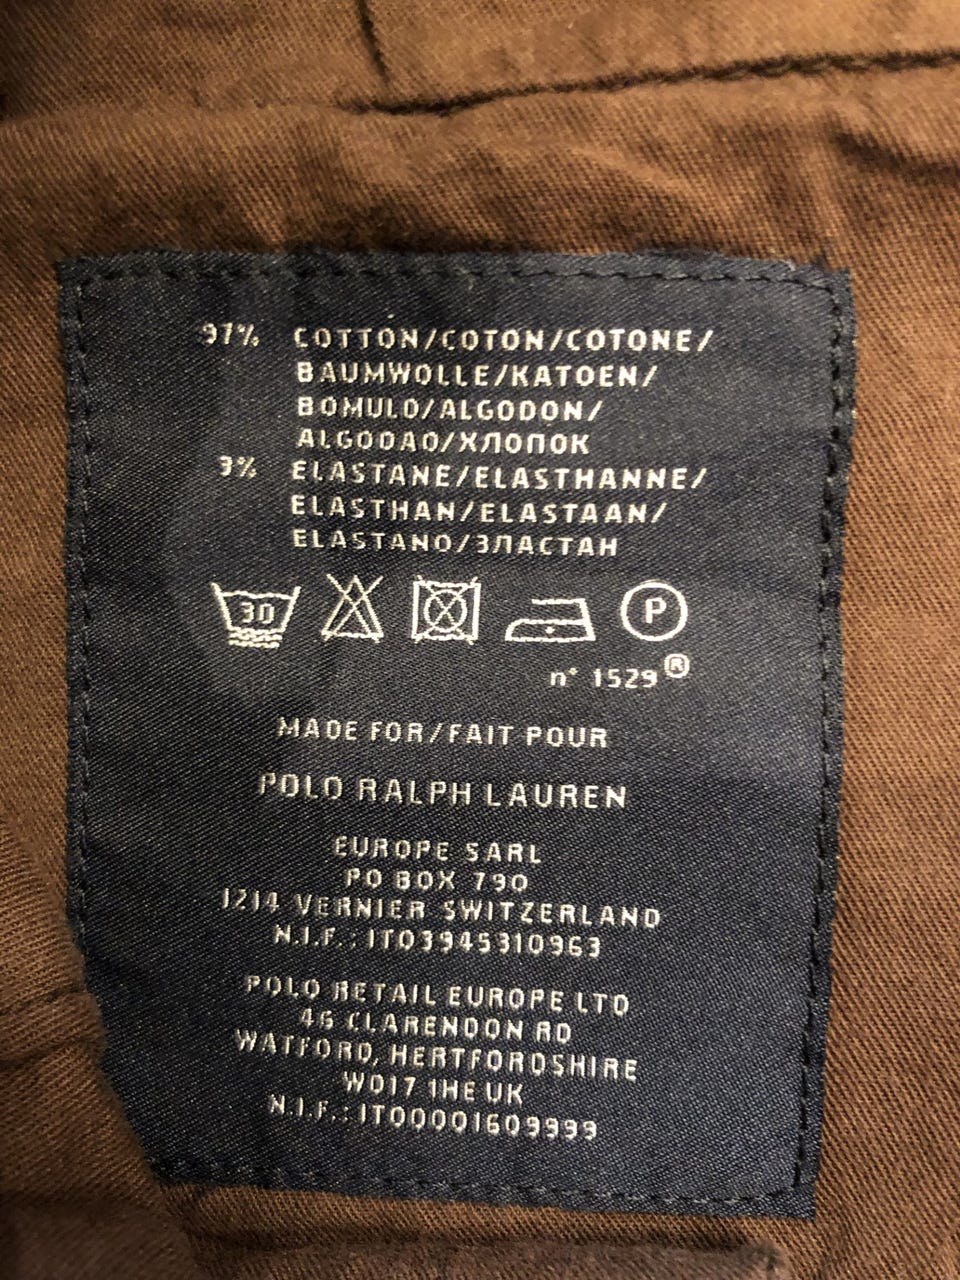 97% COTTON/COTON/COTONE/
BAUMWOLLE/KATOEN/
BOMULD/ALGODON/
ALGODAO/ХЛОПОК
3% ELASTANE/ELASTHANNE/
ELASTHAN/ELASTAAN/
ELASTANO/ЭЛАСТАН
30
P
n° 1529®
MADE FOR/FAIT POUR
POLO RALPH LAUREN
EUROPE SARL
PO BOX 790
1214 VERNIER SWITZERLAND
N.I.F.: IT03945310963
POLO RETAIL EUROPE LTD
46 CLARENDON RD
WATFORD, HERTFORDSHIRE
WD17 1HE UK
N.I.F.: IT00001609999